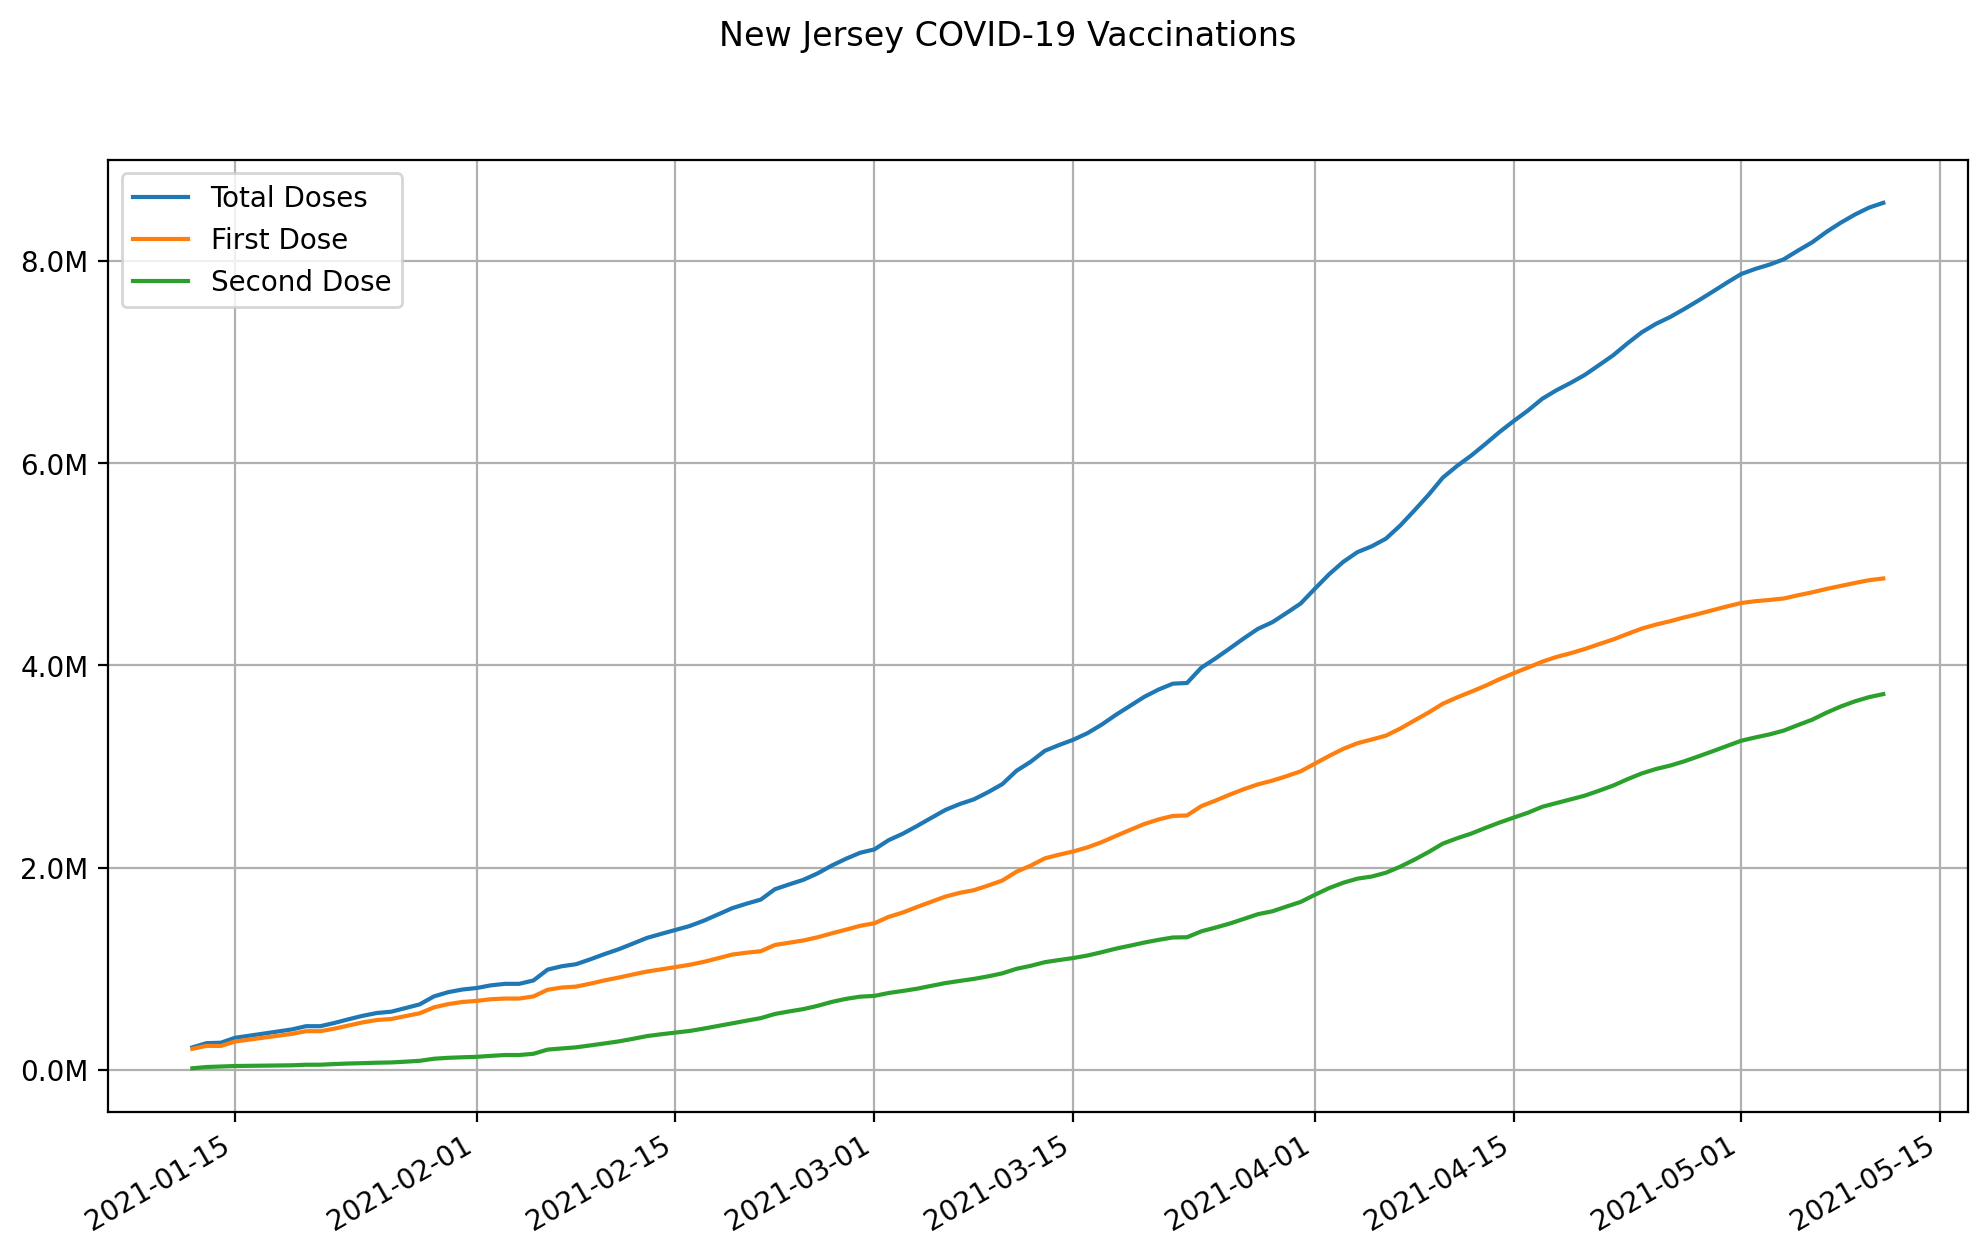 New Jersey COVID-19 Vaccinations
Total Doses
First Dose
Second Dose
8.0M
6.0M
4.0M
2.0M
0.0M
2021-01-15
2021-02-01
2021-02-15
2021-03-01
2021-03-15
2021-04-01
2021-04-15
2021-05-01
2021-05-15